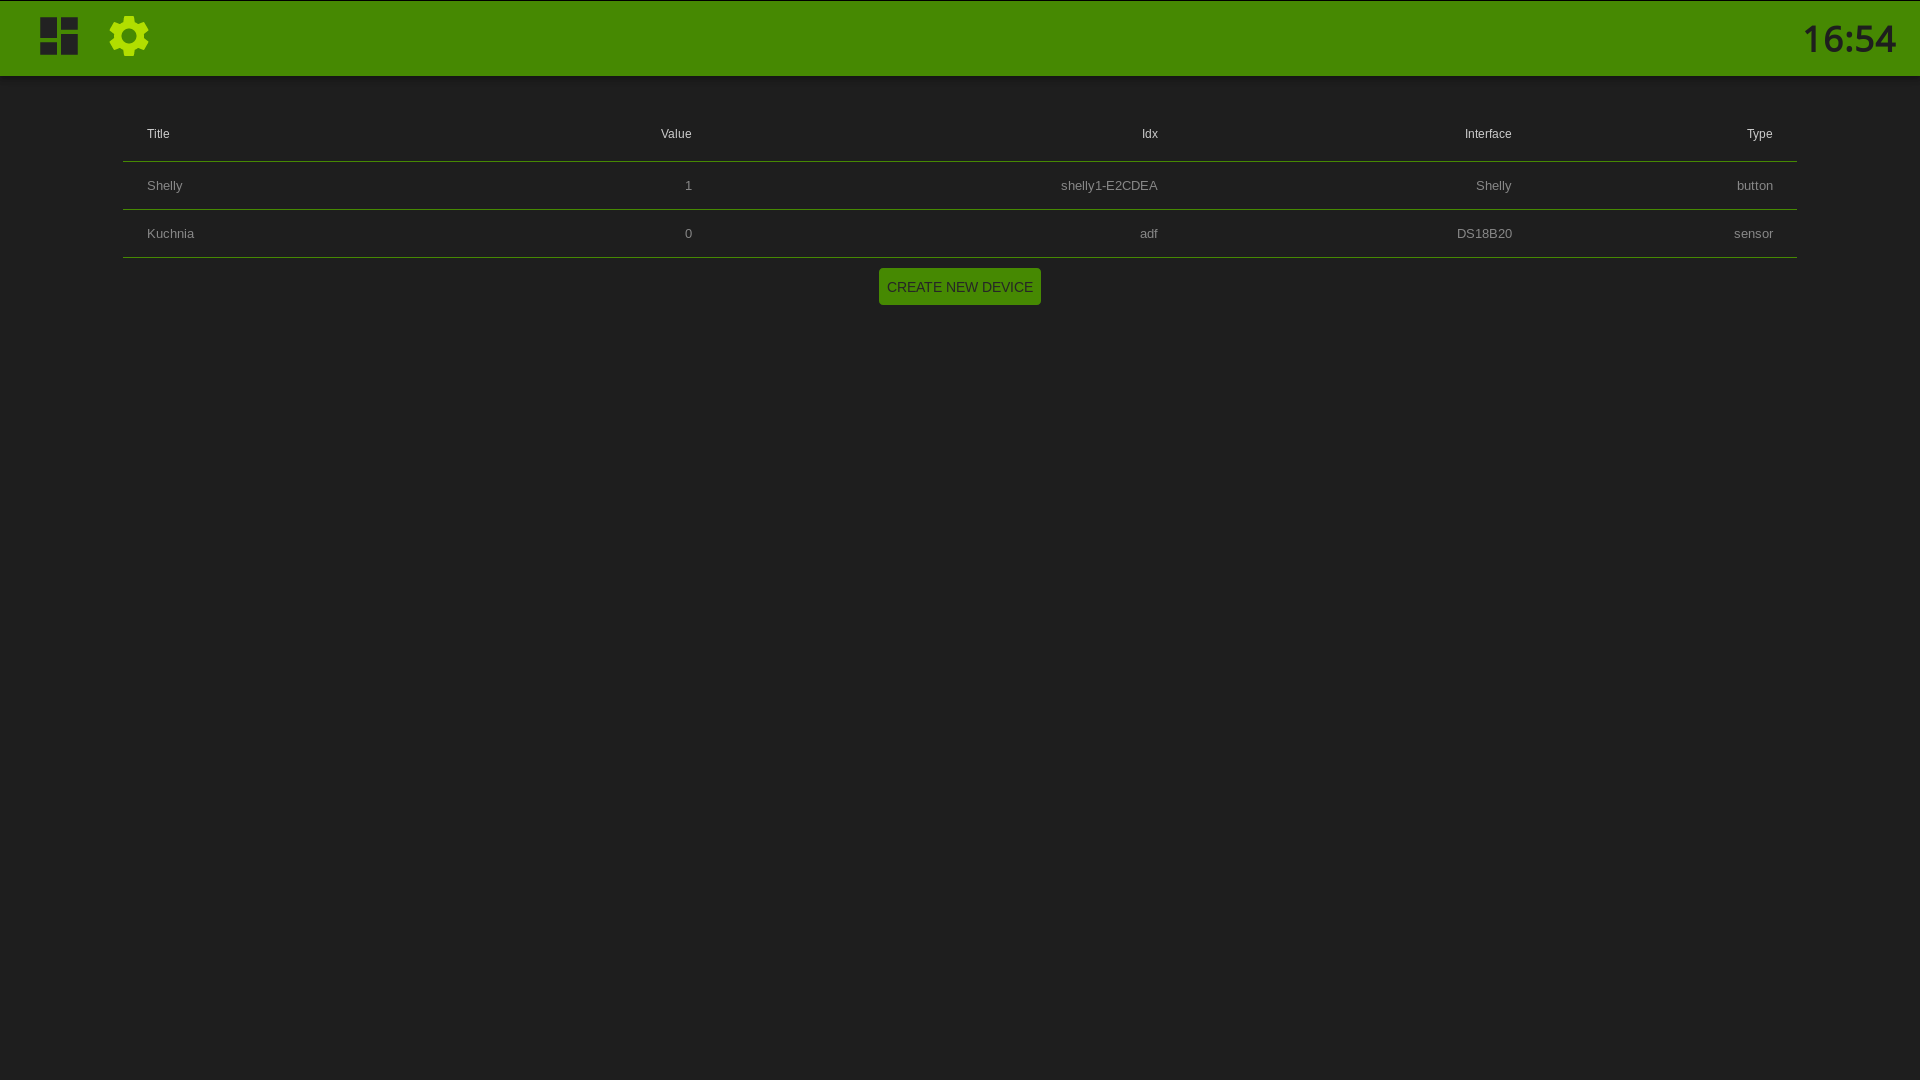 16:54
Title Value Idx Interface Type
Shelly 1 shelly1-E2CDEA Shelly button
Kuchnia 0 adf DS18B20 sensor
CREATE NEW DEVICE